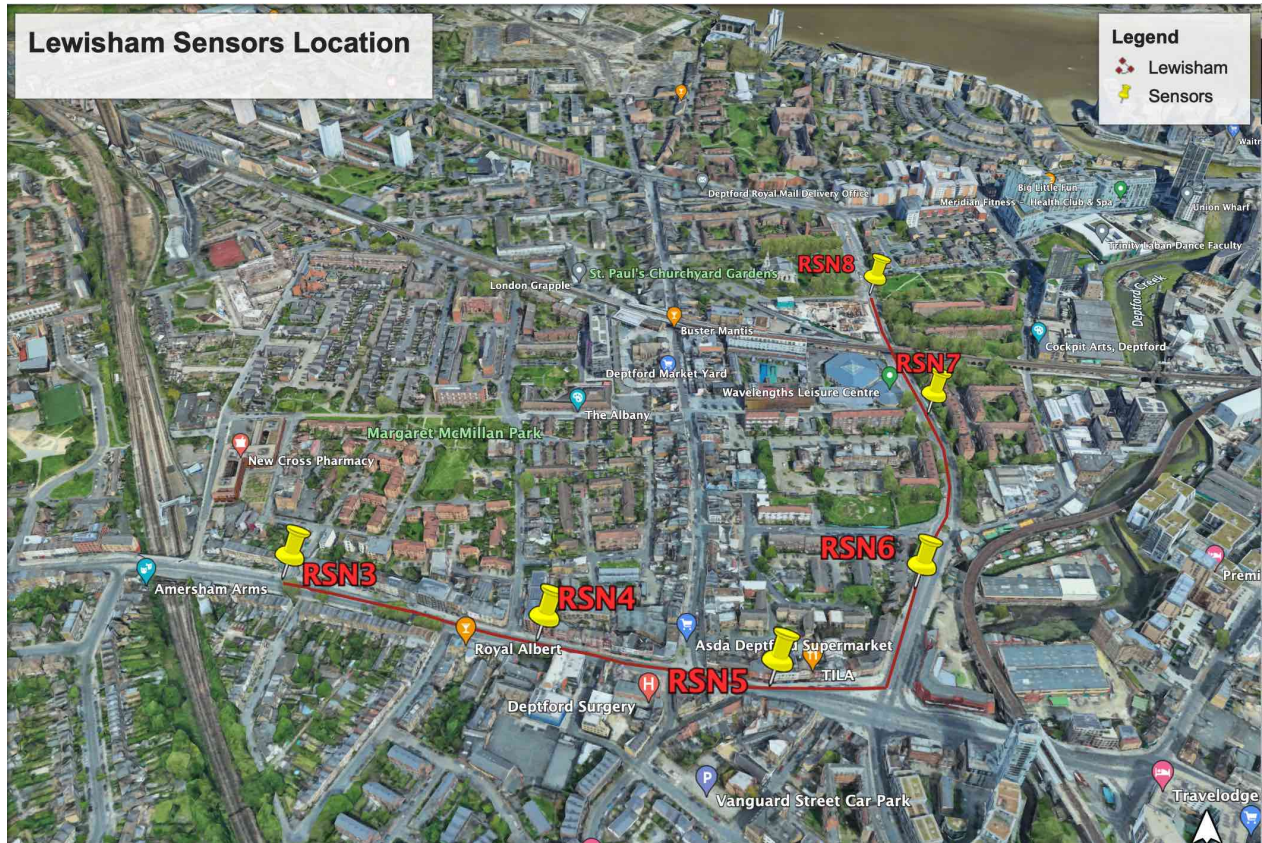 Lewisham Sensors Location
Legend
Lewisham
Sensors
Deptford Royal Mail Delivery Office
Big Little Fun
Meridian Fitness - Health Club & Spa
Union Wharf
Trinity Laban Dance Faculty
RSN8
St. Paul's Churchyard Gardens
London Grapple
Deptford Creek
Buster Mantis
Cockpit Arts, Deptford
RSN7
Deptford Market Yard
Wavelengths Leisure Centre
The Albany
Margaret McMillan Park
New Cross Pharmacy
RSN6
RSN3
Premi
Amersham Arms
RSN4
Royal Albert
Asda Deptford Supermarket
TILA
RSN5
H
Deptford Surgery
P
Vanguard Street Car Park
Travelodge